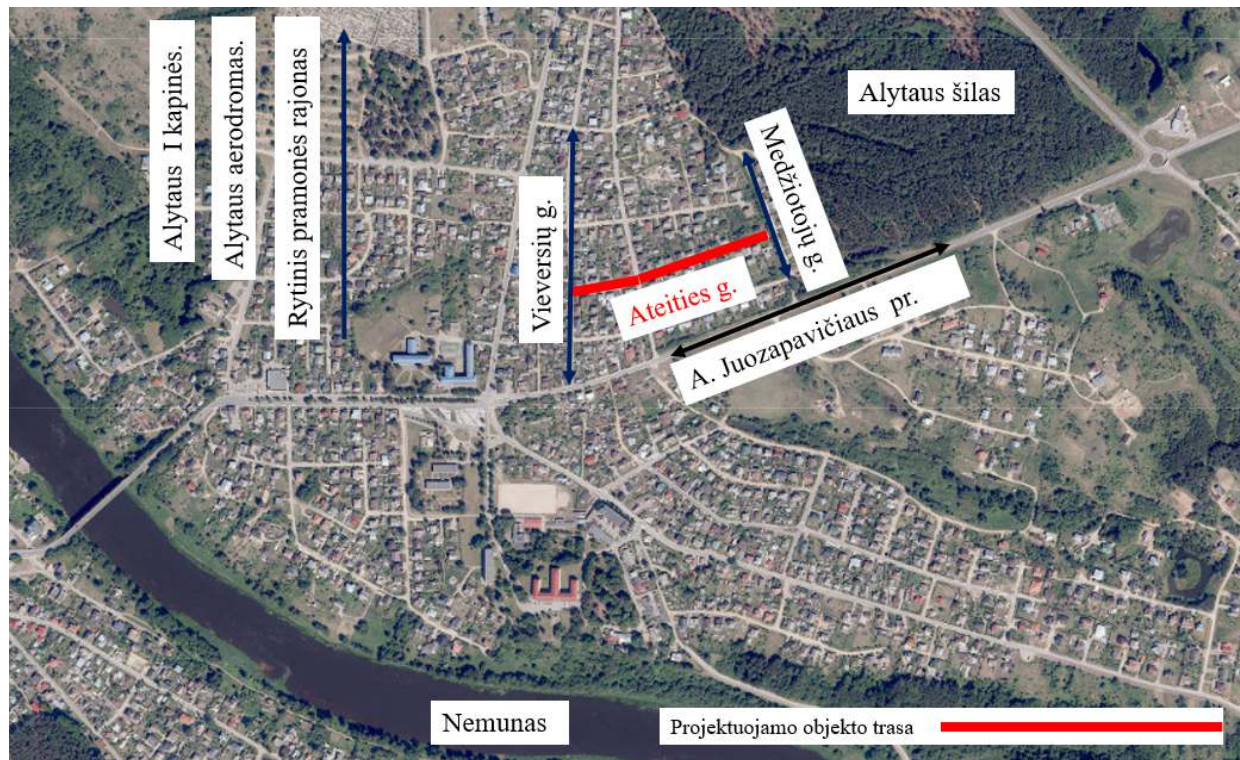 Alytaus I kapinės.
Alytaus aerodromas.
Rytinis pramonės rajonas
Vieversių g.
Ateities g.
Medžiotojų g.
Alytaus šilas
A. Juozapavičiaus pr.
Nemunas
Projektuojamo objekto trasa